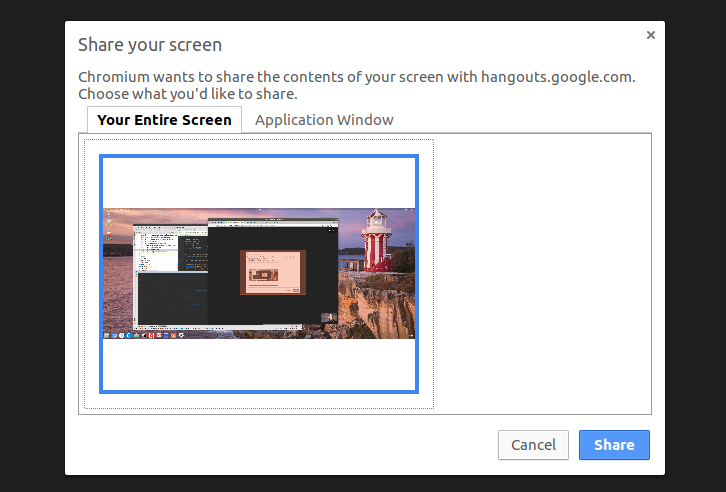 Share your screen
×
Chromium wants to share the contents of your screen with hangouts.google.com.
Choose what you'd like to share.
Your Entire Screen
Application Window
Cancel
Share